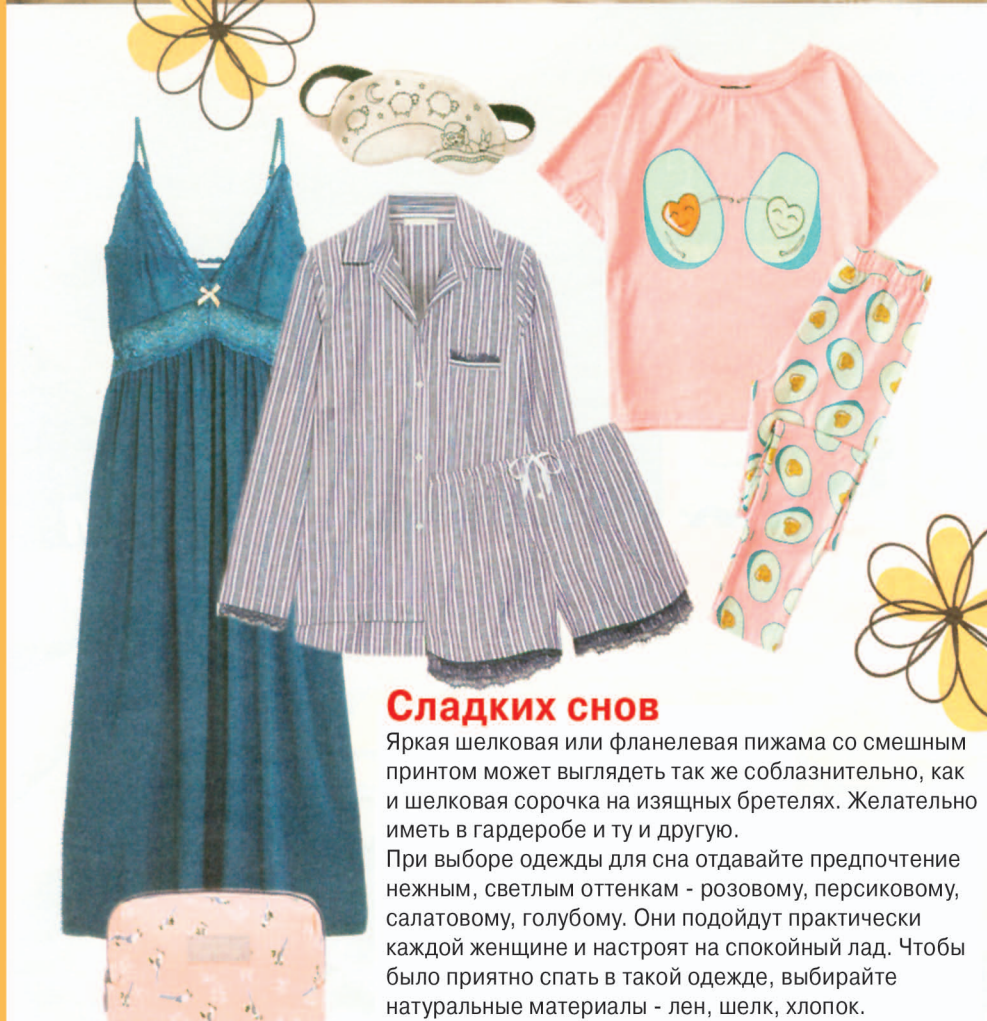 Сладких снов
Яркая шелковая или фланелевая пижама со смешным
принтом может выглядеть так же соблазнительно, как
и шелковая сорочка на изящных бретелях. Желательно
иметь в гардеробе и ту и другую.
При выборе одежды для сна отдавайте предпочтение
нежным, светлым оттенкам - розовому, персиковому,
салатовому, голубому. Они подойдут практически
каждой женщине и настроят на спокойный лад. Чтобы
было приятно спать в такой одежде, выбирайте
натуральные материалы - лен, шелк, хлопок.